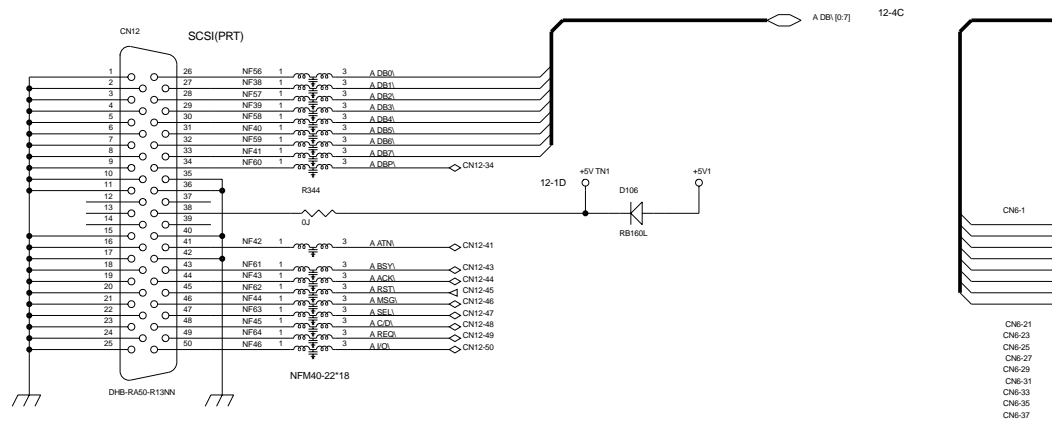 A DB\ [0:7]
12-4C
CN12
SCSI(PRT)
1 26 NF56 1 3 A DB0\
2 27 NF38 1 3 A DB1\
3 28 NF57 1 3 A DB2\
4 29 NF39 1 3 A DB3\
5 30 NF58 1 3 A DB4\
6 31 NF40 1 3 A DB5\
7 32 NF59 1 3 A DB6\
8 33 NF41 1 3 A DB7\
9 34 NF60 1 3 A DBP\ CN12-34
10 35
11 36
12 37
13 38
14 39
15 40
R344
0J
12-1D
+5V TN1
D106
RB160L
+5V1
CN6-1
16 41 NF42 1 3 A ATN\ CN12-41
17 42
18 43 NF61 1 3 A BSY\ CN12-43
19 44 NF43 1 3 A ACK\ CN12-44
20 45 NF62 1 3 A RST\ CN12-45
21 46 NF44 1 3 A MSG\ CN12-46
22 47 NF63 1 3 A SEL\ CN12-47
23 48 NF45 1 3 A C/D\ CN12-48
24 49 NF64 1 3 A REQ\ CN12-49
25 50 NF46 1 3 A I/O\ CN12-50
NFM40-22*18
DHB-RA50-R13NN
CN6-21
CN6-23
CN6-25
CN6-27
CN6-29
CN6-31
CN6-33
CN6-35
CN6-37